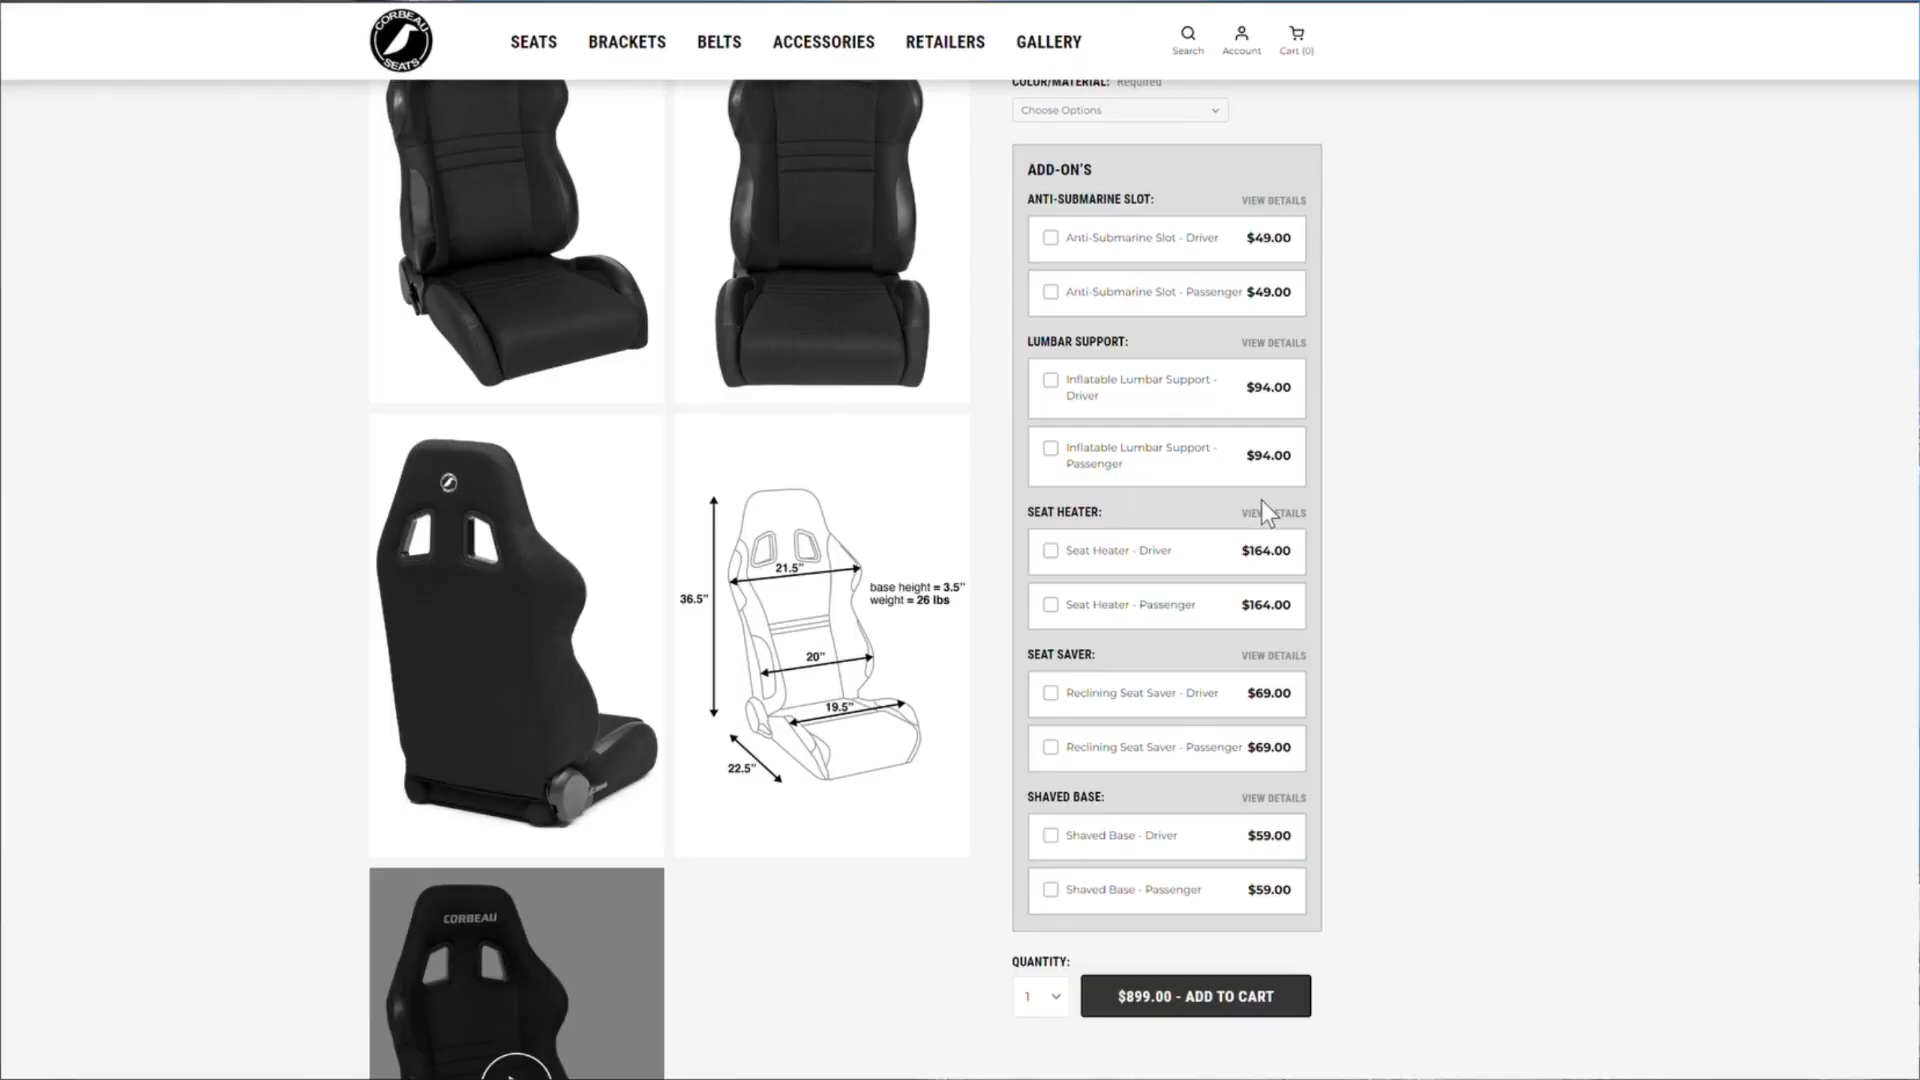 CORBEAU
SEATS
SEATS
BRACKETS
BELTS
ACCESSORIES
RETAILERS
GALLERY
Search
Account
Cart (0)
COLOR/MATERIAL: Required
Choose Options
ADD-ON'S
ANTI-SUBMARINE SLOT:
VIEW DETAILS
Anti-Submarine Slot - Driver
$49.00
Anti-Submarine Slot - Passenger
$49.00
LUMBAR SUPPORT:
VIEW DETAILS
Inflatable Lumbar Support -
Driver
$94.00
Inflatable Lumbar Support -
Passenger
$94.00
SEAT HEATER:
VIEW DETAILS
Seat Heater - Driver
$164.00
Seat Heater - Passenger
$164.00
SEAT SAVER:
VIEW DETAILS
Reclining Seat Saver - Driver
$69.00
Reclining Seat Saver - Passenger
$69.00
SHAVED BASE:
VIEW DETAILS
Shaved Base - Driver
$59.00
Shaved Base - Passenger
$59.00
QUANTITY:
1
$899.00 - ADD TO CART
21.5"
base height = 3.5"
weight = 26 lbs
36.5"
20"
19.5"
22.5"
CORBEAU